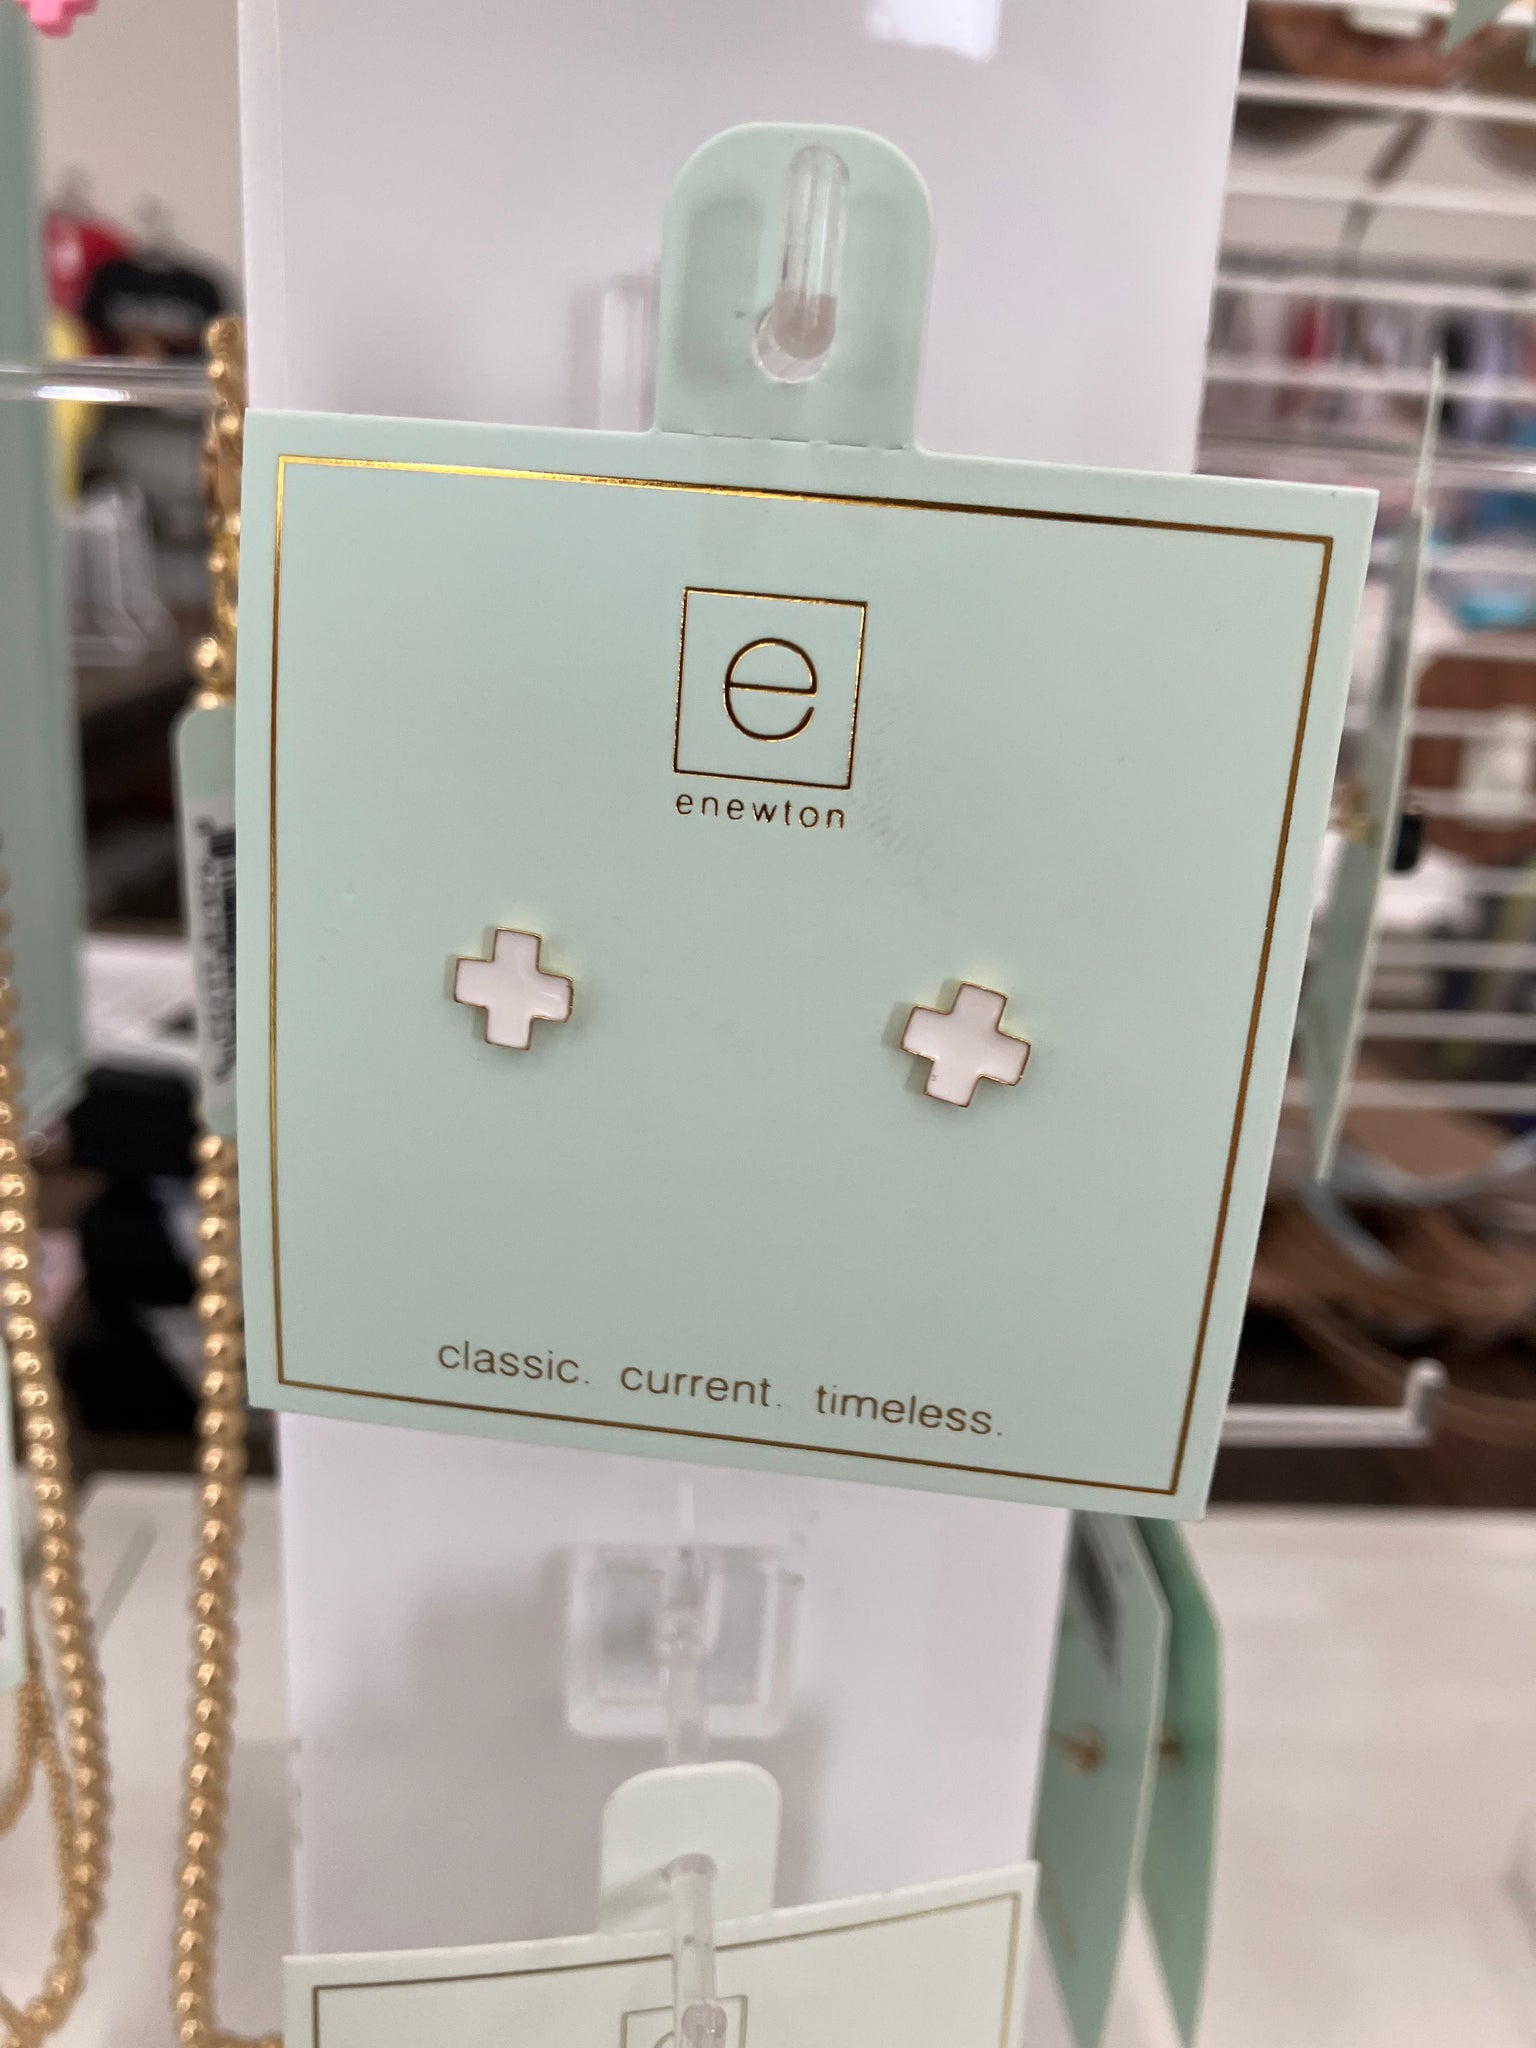 e
enewton
classic. current. timeless.